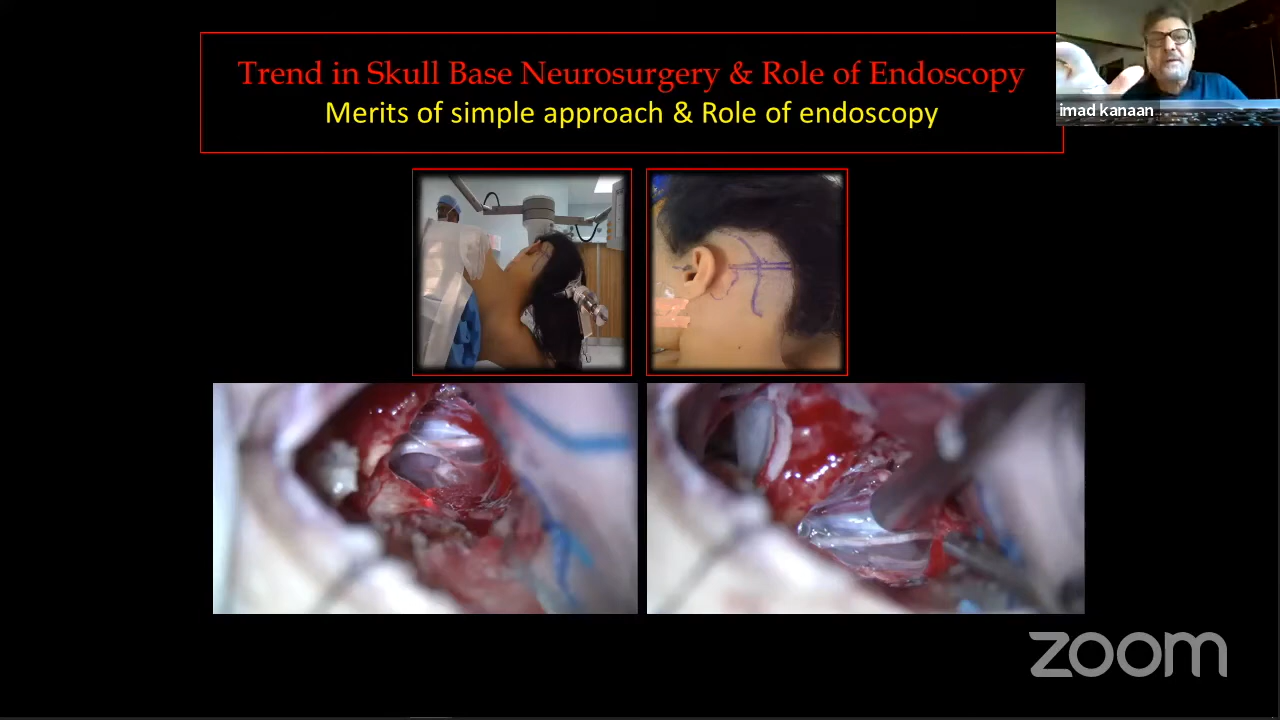 Trend in Skull Base Neurosurgery & Role of Endoscopy
Merits of simple approach & Role of endoscopy
imad kanaan
zoom